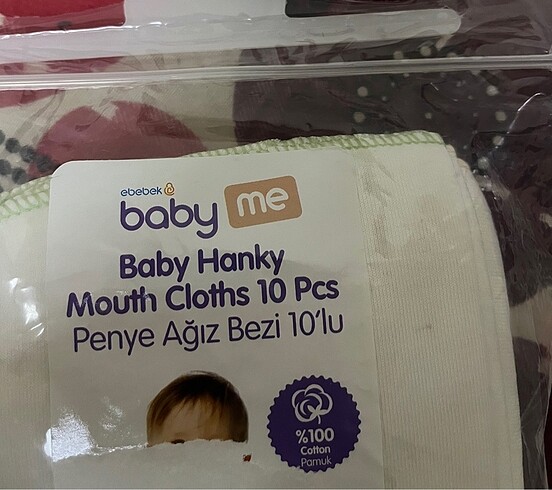 ebebek
baby me
Baby Hanky
Mouth Cloths 10 Pcs
Penye Ağız Bezi 10'lu
%100
Cotton
Pamuk